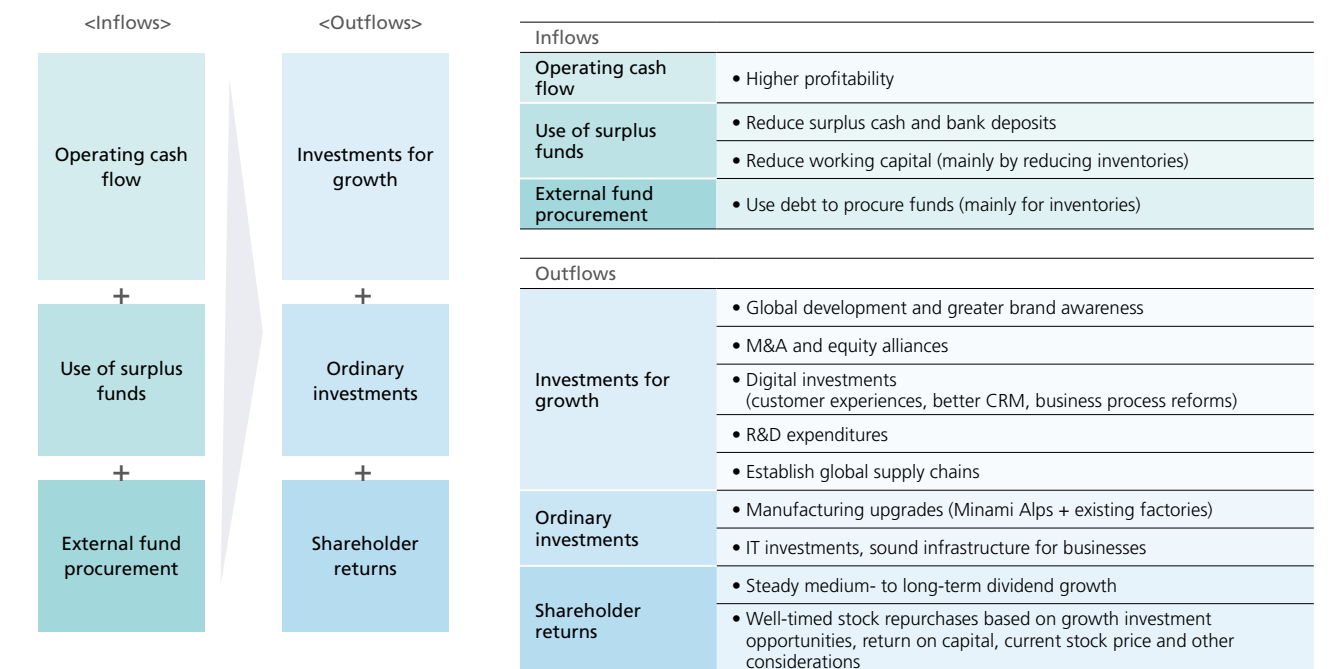 <Inflows>
<Outflows>
Operating cash
flow
Investments for
growth
+
+
Use of surplus
funds
Ordinary
investments
+
+
External fund
procurement
Shareholder
returns
Inflows
Operating cash
flow
• Higher profitability
Use of surplus
funds
• Reduce surplus cash and bank deposits
• Reduce working capital (mainly by reducing inventories)
External fund
procurement
• Use debt to procure funds (mainly for inventories)
Outflows
Investments for
growth
• Global development and greater brand awareness
• M&A and equity alliances
• Digital investments
(customer experiences, better CRM, business process reforms)
• R&D expenditures
• Establish global supply chains
Ordinary
investments
• Manufacturing upgrades (Minami Alps + existing factories)
• IT investments, sound infrastructure for businesses
Shareholder
returns
• Steady medium- to long-term dividend growth
• Well-timed stock repurchases based on growth investment
opportunities, return on capital, current stock price and other
considerations